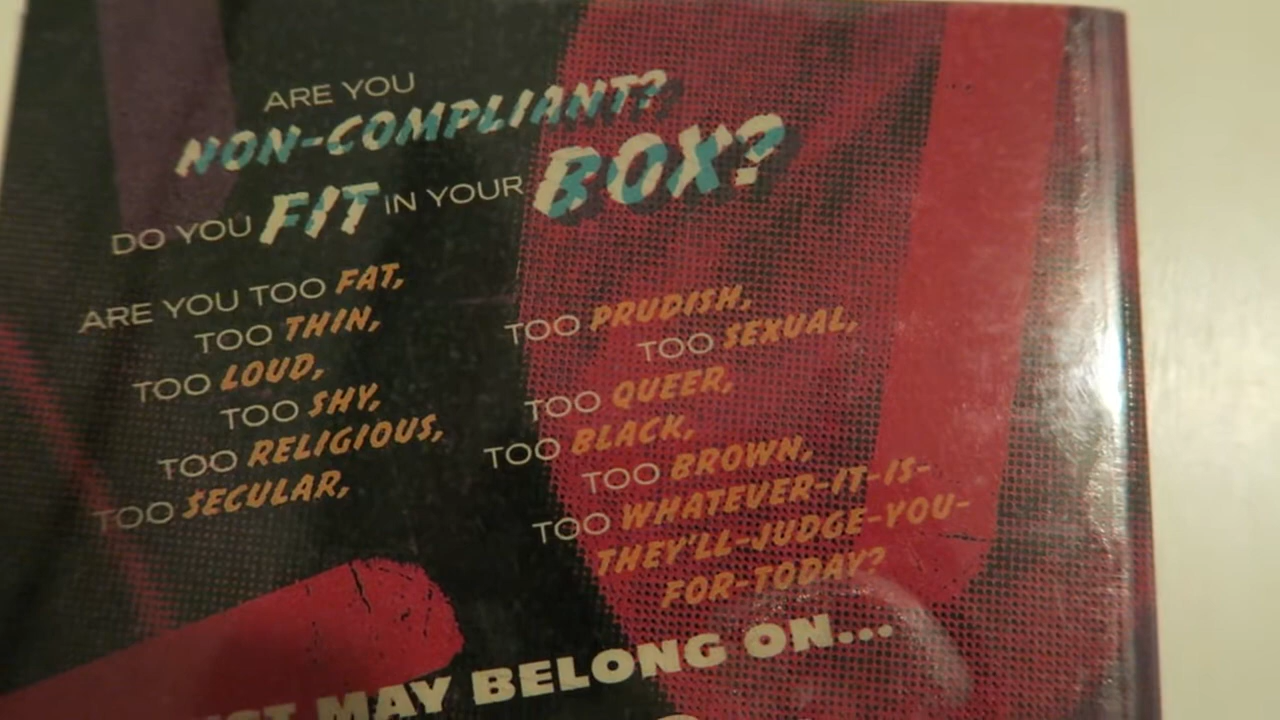 ARE YOU
NON-COMPLIANT?
DO YOU FIT IN YOUR BOX?
ARE YOU TOO FAT,
TOO THIN,
TOO LOUD,
TOO SHY,
TOO RELIGIOUS,
TOO SECULAR,
TOO PRUDISH,
TOO SEXUAL,
TOO QUEER,
TOO BLACK,
TOO BROWN,
TOO WHATEVER-IT-IS-
THEY'LL-JUDGE-YOU-
FOR-TODAY?
MAY BELONG ON...